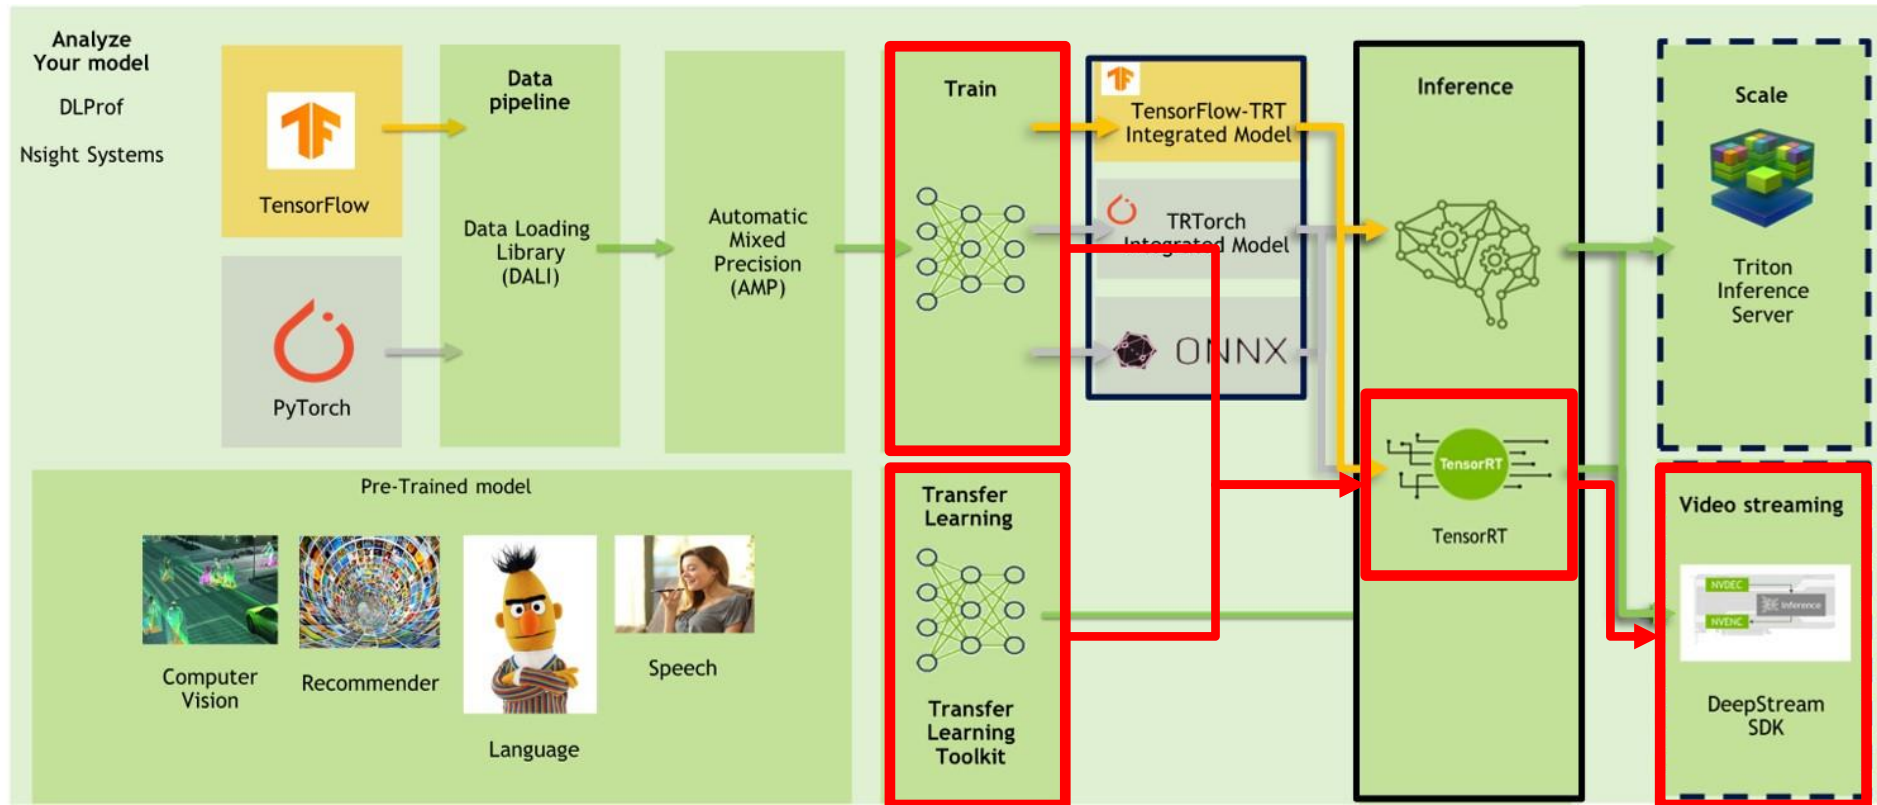 Analyze
Your model
DLProf
Nsight Systems
TensorFlow
PyTorch
Data
pipeline
Data Loading
Library
(DALI)
Automatic
Mixed
Precision
(AMP)
Train
TensorFlow-TRT
Integrated Model
TRTorch
Integrated Model
ONNX
Inference
TensorRT
TensorRT
Scale
Triton
Inference
Server
Pre-Trained model
Computer
Vision
Recommender
Language
Speech
Transfer
Learning
Transfer
Learning
Toolkit
Video streaming
NVDEC
Inference
NVENC
DeepStream
SDK